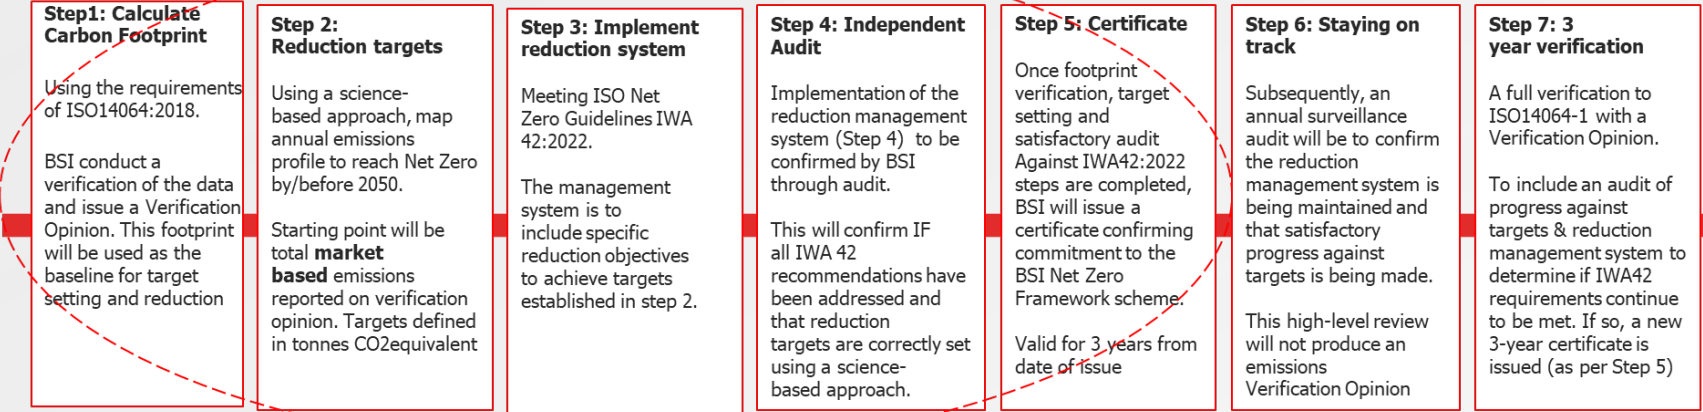 Step1: Calculate
Carbon Footprint
Using the requirements
of ISO14064:2018.
BSI conduct a
verification of the data
and issue a Verification
Opinion. This footprint
will be used as the
baseline for target
setting and reduction
Step 2:
Reduction targets
Using a science-
based approach, map
annual emissions
profile to reach Net Zero
by/before 2050.
Starting point will be
total market
based emissions
reported on verification
opinion. Targets defined
in tonnes CO2equivalent
Step 3: Implement
reduction system
Meeting ISO Net
Zero Guidelines IWA
42:2022.
The management
system is to
include specific
reduction objectives
to achieve targets
established in step 2.
Step 4: Independent
Audit
Implementation of the
reduction management
system (Step 4) to be
confirmed by BSI
through audit.
This will confirm IF
all IWA 42
recommendations have
been addressed and
that reduction
targets are correctly set
using a science-
based approach.
Step 5: Certificate
Once footprint
verification, target
setting and
satisfactory audit
Against IWA42:2022
steps are completed,
BSI will issue a
certificate confirming
commitment to the
BSI Net Zero
Framework scheme.
Valid for 3 years from
date of issue
Step 6: Staying on
track
Subsequently, an
annual surveillance
audit will be to confirm
the reduction
management system is
being maintained and
that satisfactory
progress against
targets is being made.
This high-level review
will not produce an
emissions
Verification Opinion
Step 7: 3
year verification
A full verification to
ISO14064-1 with a
Verification Opinion.
To include an audit of
progress against
targets & reduction
management system to
determine if IWA42
requirements continue
to be met. If so, a new
3-year certificate is
issued (as per Step 5)